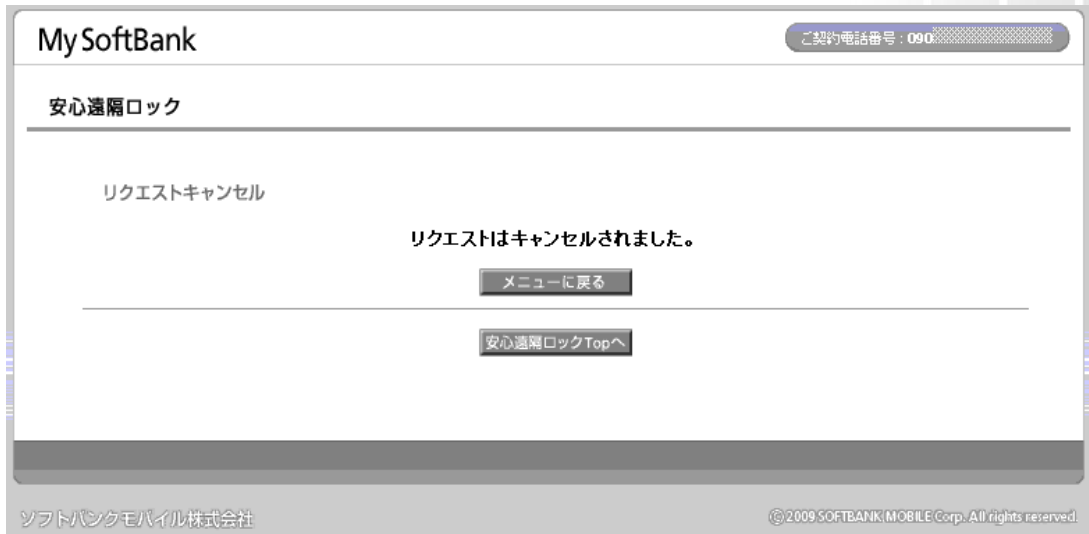 My SoftBank
ご契約電話番号：090
安心遠隔ロック
リクエストキャンセル
リクエストはキャンセルされました。
メニューに戻る
安心遠隔ロックTopへ
ソフトバンクモバイル株式会社
©2009 SOFTBANK MOBILE Corp. All rights reserved.